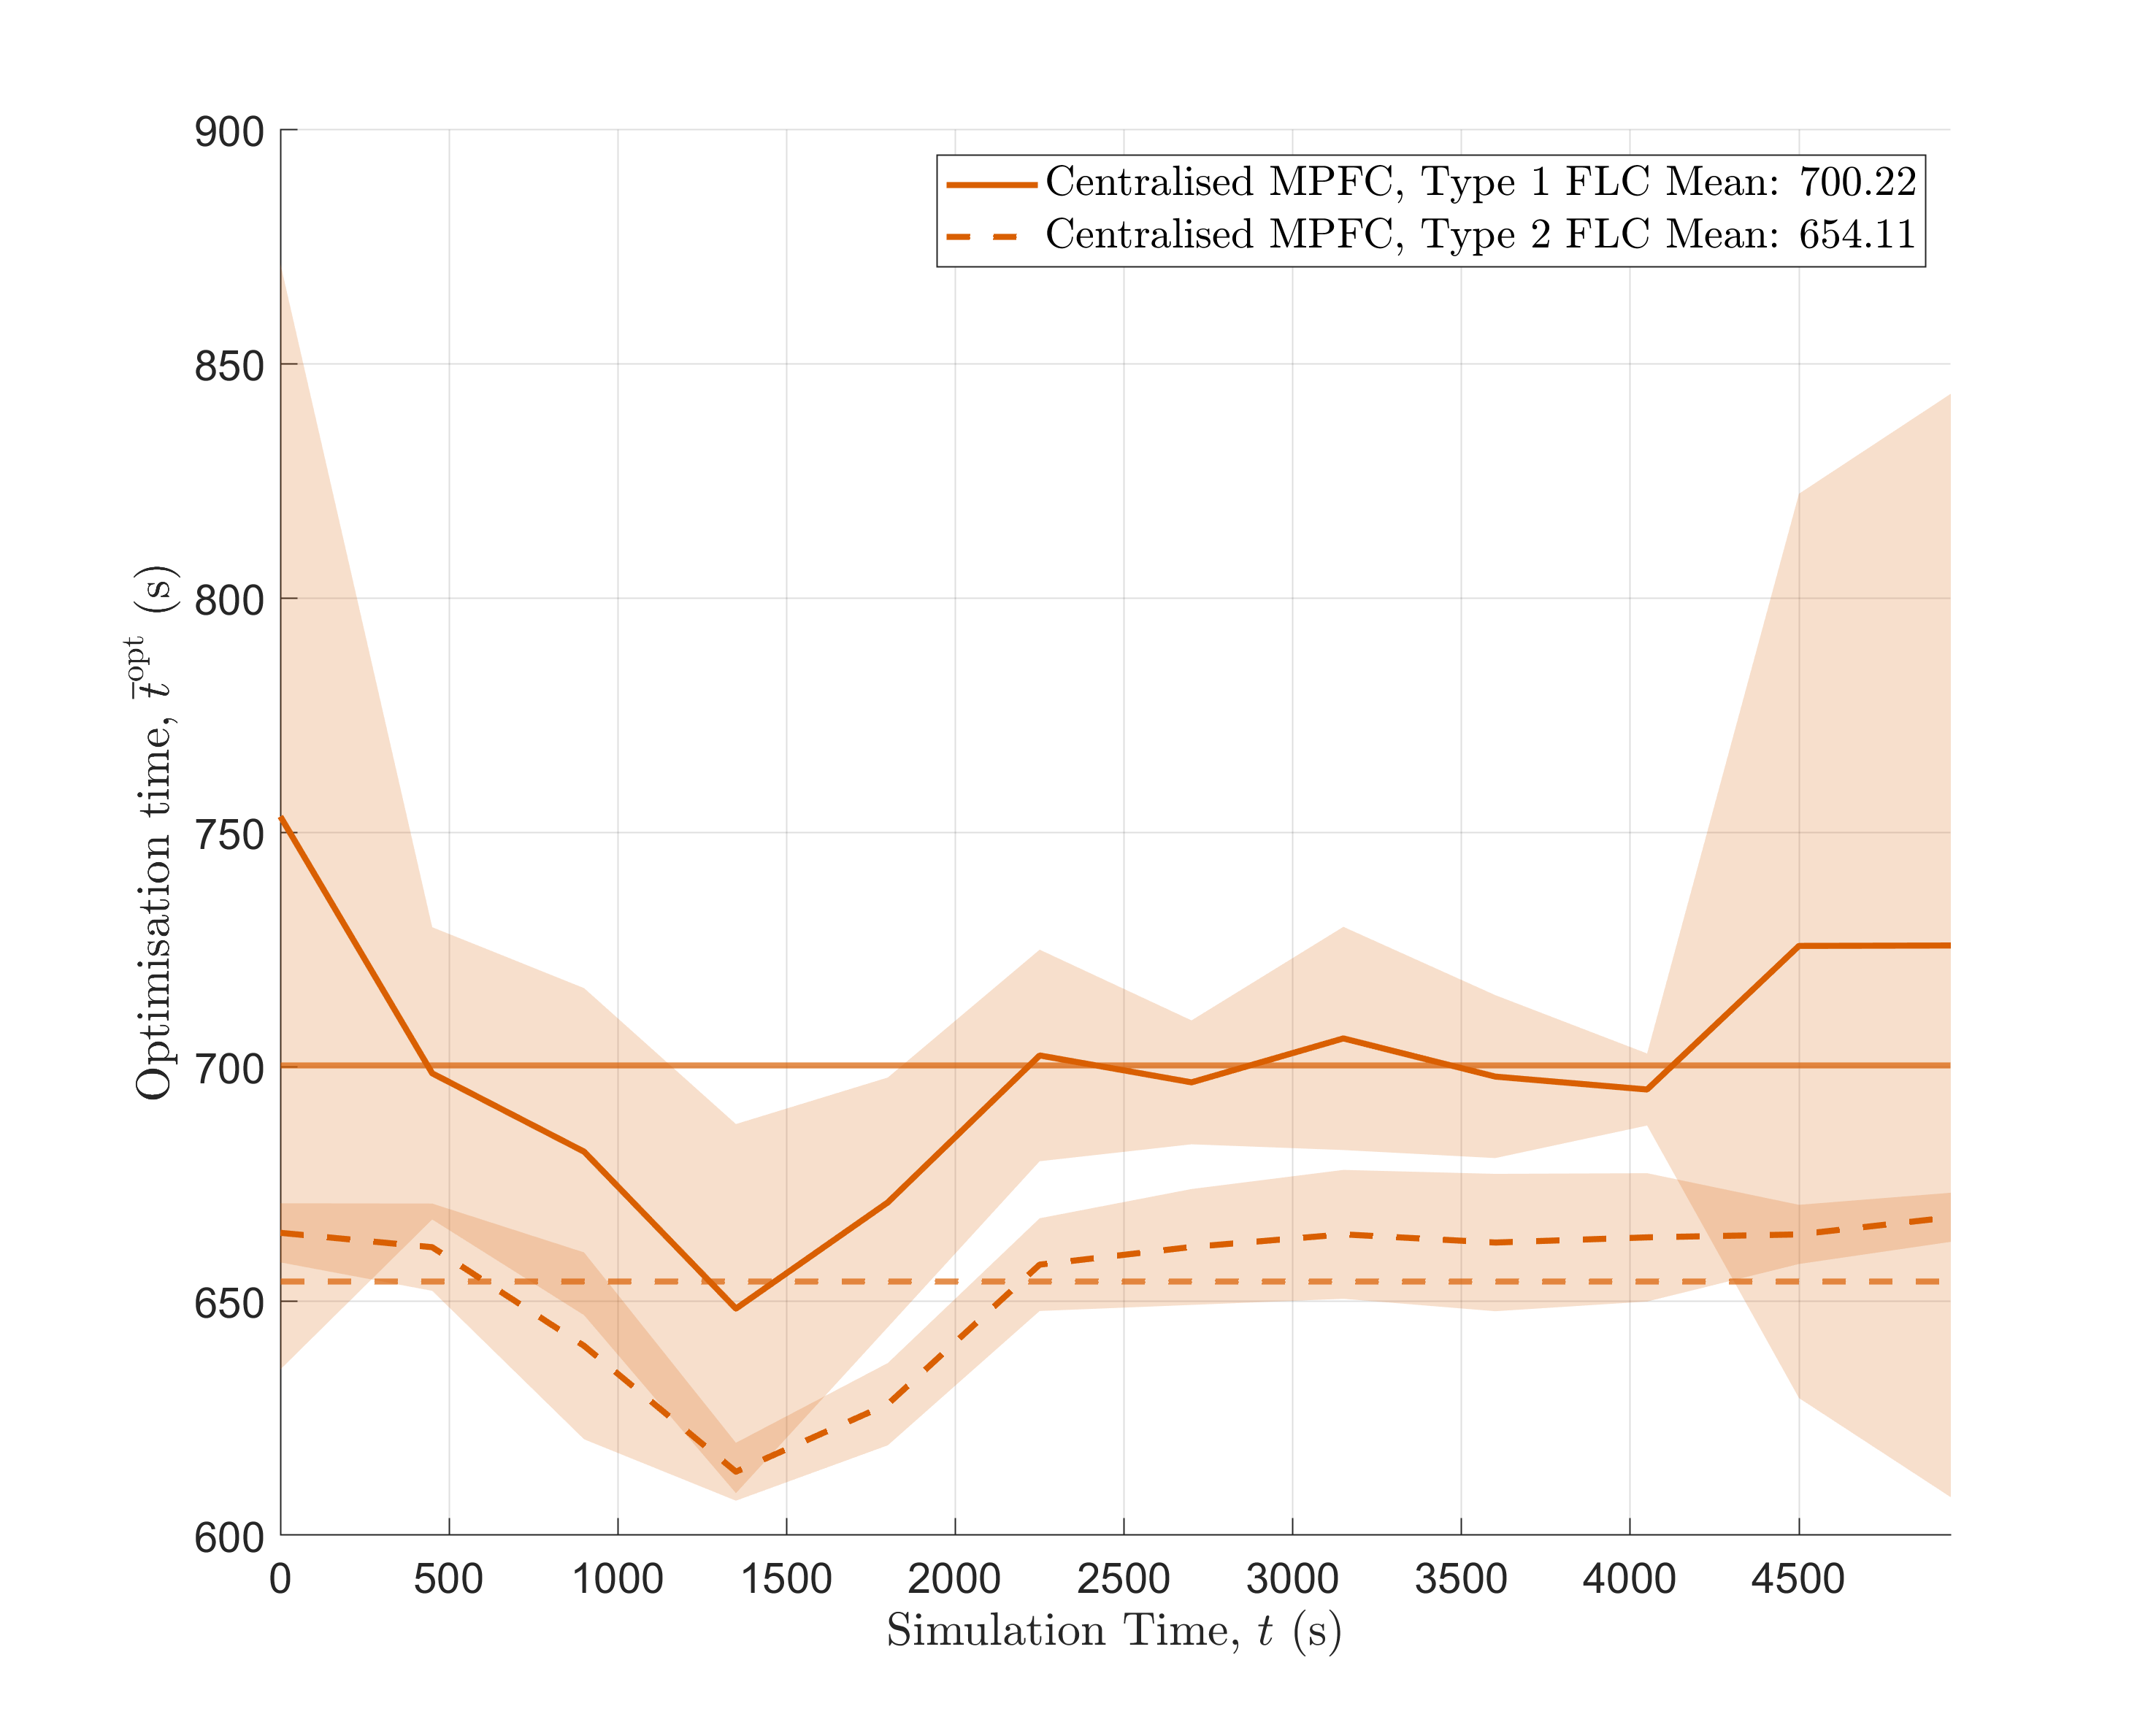 900
850
800
750
700
650
600
0 500 1000 1500 2000 2500 3000 3500 4000 4500
Optimisation time, t̅ᵒᵖᵗ (s)
Simulation Time, t (s)
Centralised MPFC, Type 1 FLC Mean: 700.22
Centralised MPFC, Type 2 FLC Mean: 654.11